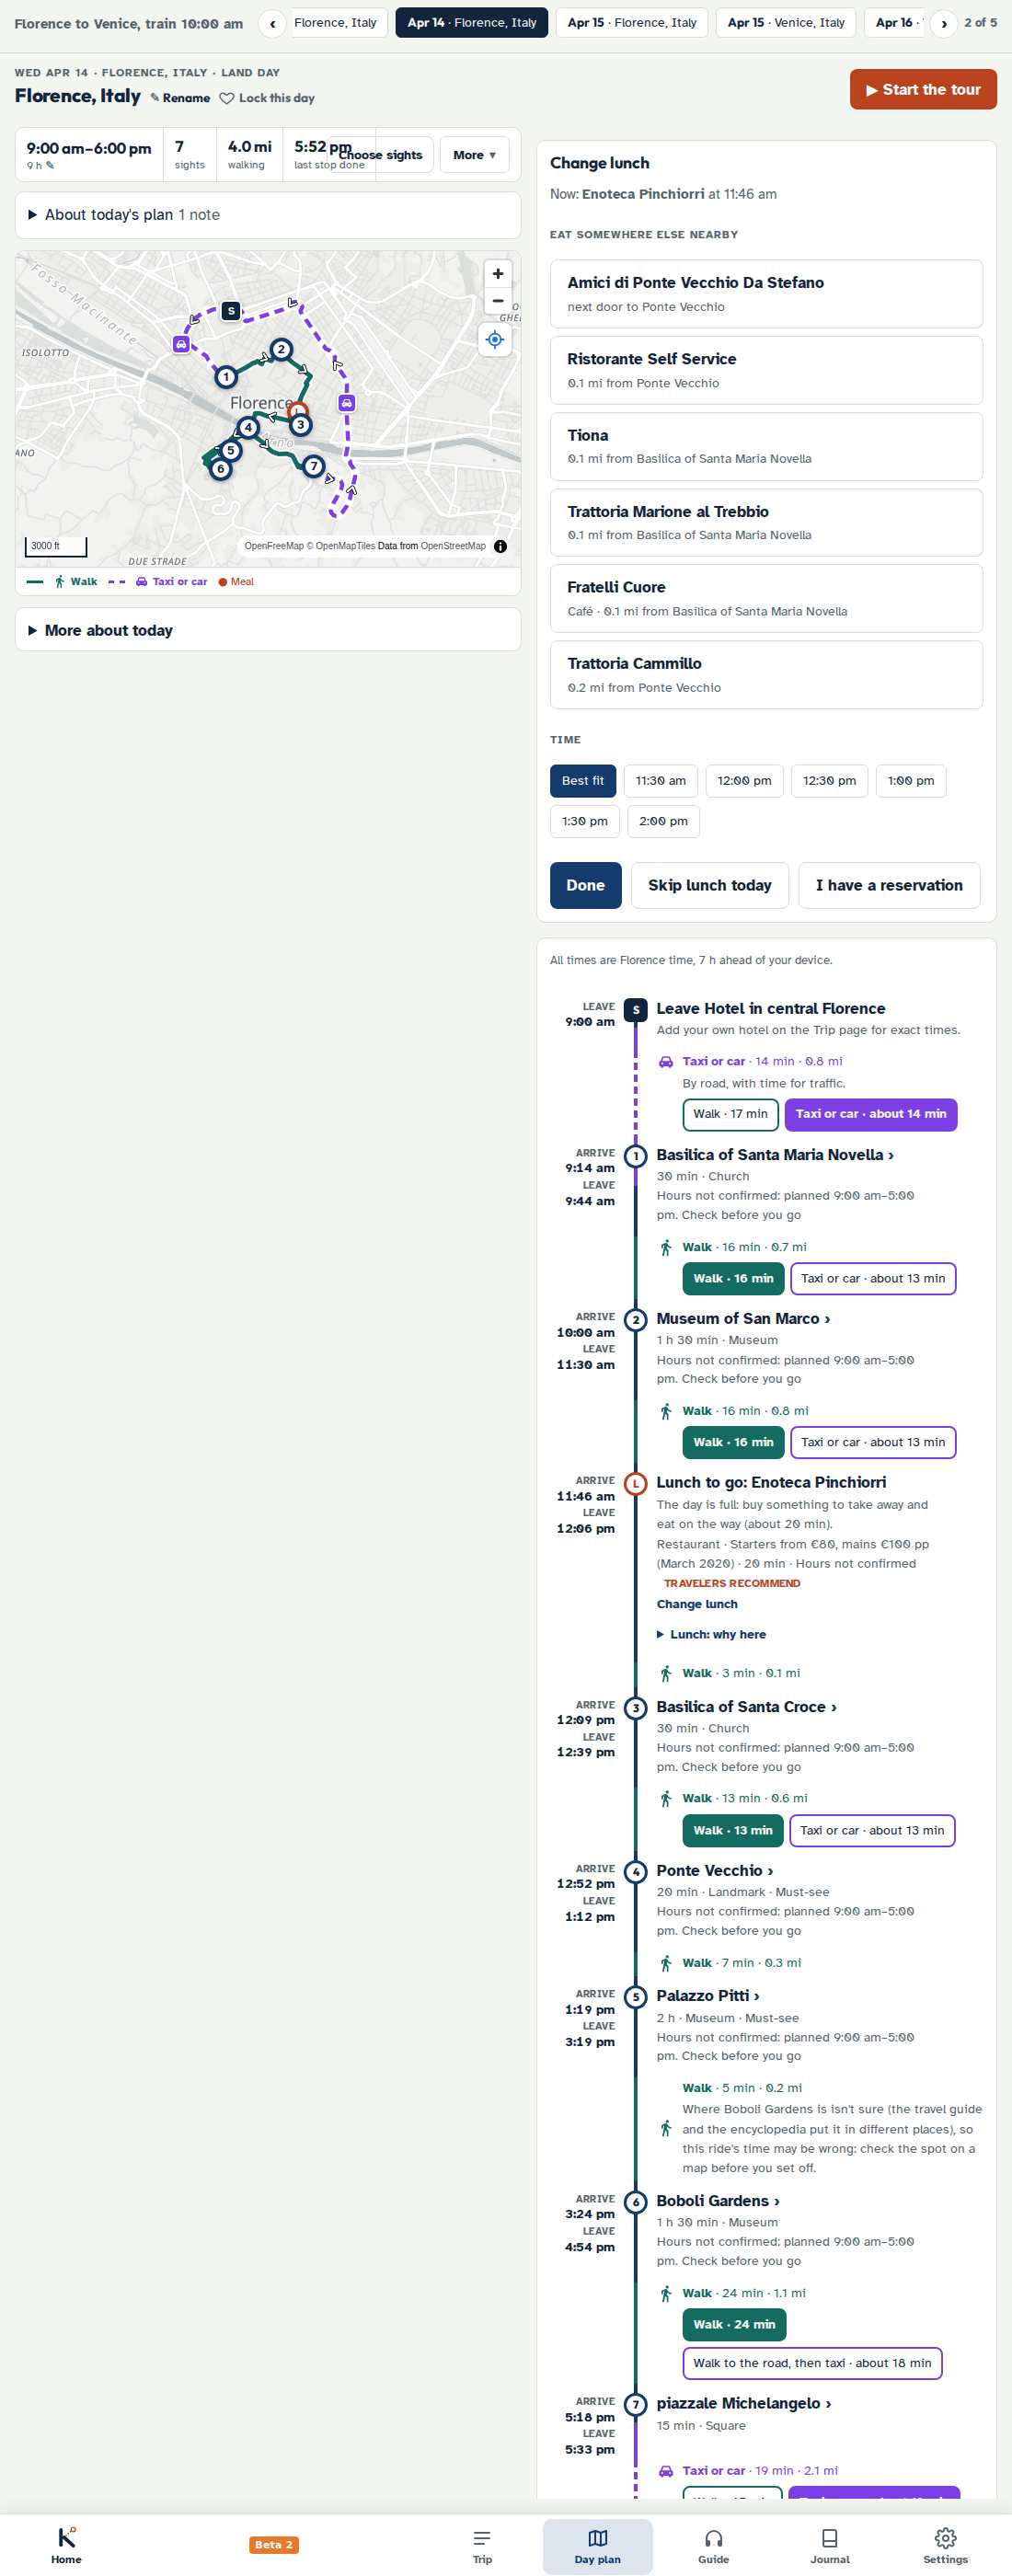 Florence to Venice, train 10:00 am
‹
Florence, Italy
Apr 14 · Florence, Italy
Apr 15 · Florence, Italy
Apr 15 · Venice, Italy
Apr 16 ·
›
2 of 5
WED APR 14 · FLORENCE, ITALY · LAND DAY
Florence, Italy
✎ Rename
Lock this day
▶ Start the tour
9:00 am–6:00 pm
9 h ✎
7
sights
4.0 mi
walking
5:52 pm
last stop done
Choose sights
More ▾
▶ About today's plan 1 note
Fosso Macinante
ISOLOTTO
S
1
2
Florence
L
3
4
5
6
7
DUE STRADE
+
−
3000 ft
OpenFreeMap © OpenMapTiles Data from OpenStreetMap
Walk
Taxi or car
Meal
▶ More about today
Change lunch
Now: Enoteca Pinchiorri at 11:46 am
EAT SOMEWHERE ELSE NEARBY
Amici di Ponte Vecchio Da Stefano
next door to Ponte Vecchio
Ristorante Self Service
0.1 mi from Ponte Vecchio
Tiona
0.1 mi from Basilica of Santa Maria Novella
Trattoria Marione al Trebbio
0.1 mi from Basilica of Santa Maria Novella
Fratelli Cuore
Café · 0.1 mi from Basilica of Santa Maria Novella
Trattoria Cammillo
0.2 mi from Ponte Vecchio
TIME
Best fit
11:30 am
12:00 pm
12:30 pm
1:00 pm
1:30 pm
2:00 pm
Done
Skip lunch today
I have a reservation
All times are Florence time, 7 h ahead of your device.
LEAVE
9:00 am
S
Leave Hotel in central Florence
Add your own hotel on the Trip page for exact times.
Taxi or car · 14 min · 0.8 mi
By road, with time for traffic.
Walk · 17 min
Taxi or car · about 14 min
ARRIVE
9:14 am
LEAVE
9:44 am
1
Basilica of Santa Maria Novella ›
30 min · Church
Hours not confirmed: planned 9:00 am–5:00
pm. Check before you go
Walk · 16 min · 0.7 mi
Walk · 16 min
Taxi or car · about 13 min
ARRIVE
10:00 am
LEAVE
11:30 am
2
Museum of San Marco ›
1 h 30 min · Museum
Hours not confirmed: planned 9:00 am–5:00
pm. Check before you go
Walk · 16 min · 0.8 mi
Walk · 16 min
Taxi or car · about 13 min
ARRIVE
11:46 am
LEAVE
12:06 pm
L
Lunch to go: Enoteca Pinchiorri
The day is full: buy something to take away and
eat on the way (about 20 min).
Restaurant · Starters from €80, mains €100 pp
(March 2020) · 20 min · Hours not confirmed
TRAVELERS RECOMMEND
Change lunch
▶ Lunch: why here
Walk · 3 min · 0.1 mi
ARRIVE
12:09 pm
LEAVE
12:39 pm
3
Basilica of Santa Croce ›
30 min · Church
Hours not confirmed: planned 9:00 am–5:00
pm. Check before you go
Walk · 13 min · 0.6 mi
Walk · 13 min
Taxi or car · about 13 min
ARRIVE
12:52 pm
LEAVE
1:12 pm
4
Ponte Vecchio ›
20 min · Landmark · Must-see
Hours not confirmed: planned 9:00 am–5:00
pm. Check before you go
Walk · 7 min · 0.3 mi
ARRIVE
1:19 pm
LEAVE
3:19 pm
5
Palazzo Pitti ›
2 h · Museum · Must-see
Hours not confirmed: planned 9:00 am–5:00
pm. Check before you go
Walk · 5 min · 0.2 mi
Where Boboli Gardens is isn't sure (the travel guide
and the encyclopedia put it in different places), so
this ride's time may be wrong: check the spot on a
map before you set off.
ARRIVE
3:24 pm
LEAVE
4:54 pm
6
Boboli Gardens ›
1 h 30 min · Museum
Hours not confirmed: planned 9:00 am–5:00
pm. Check before you go
Walk · 24 min · 1.1 mi
Walk · 24 min
Walk to the road, then taxi · about 18 min
ARRIVE
5:18 pm
LEAVE
5:33 pm
7
piazzale Michelangelo ›
15 min · Square
Taxi or car · 19 min · 2.1 mi
Home
Beta 2
Trip
Day plan
Guide
Journal
Settings